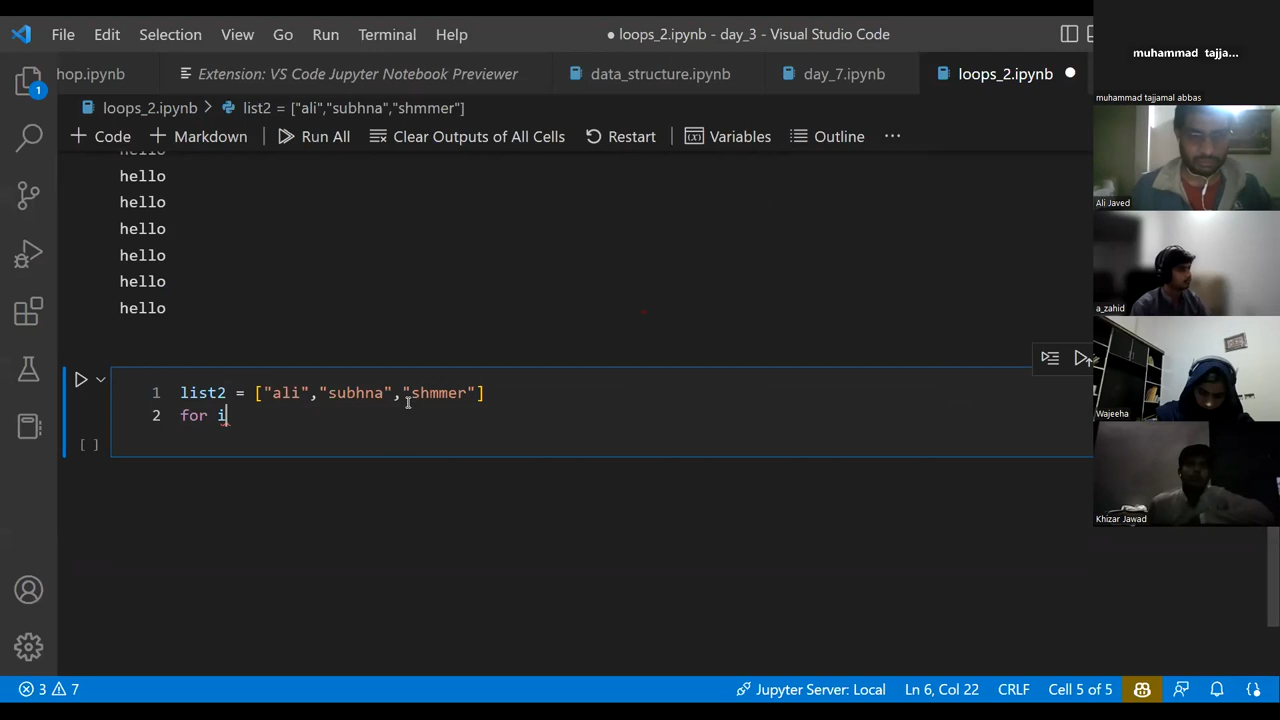 File Edit Selection View Go Run Terminal Help ● loops_2.ipynb - day_3 - Visual Studio Code
hop.ipynb Extension: VS Code Jupyter Notebook Previewer data_structure.ipynb day_7.ipynb loops_2.ipynb
loops_2.ipynb > list2 = ["ali","subhna","shmmer"]
+ Code + Markdown Run All Clear Outputs of All Cells Restart Variables Outline ...
hello
hello
hello
hello
hello
hello
hello
1 list2 = ["ali","subhna","shmmer"]
2 for i
[ ]
1
3 7 Jupyter Server: Local Ln 6, Col 22 CRLF Cell 5 of 5
muhammad tajja...
muhammad tajjamal abbas
Ali Javed
a_zahid
Wajeeha
Khizar Jawad